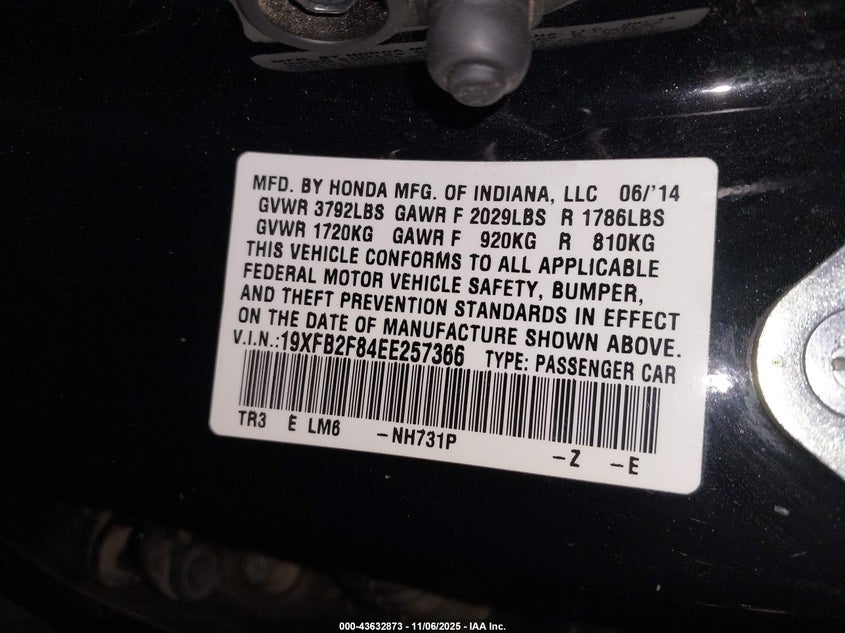 MFD. BY HONDA M
MFD. BY HONDA MFG. OF INDIANA, LLC 06/'14
GVWR 3792LBS GAWR F 2029LBS R 1786LBS
GVWR 1720KG GAWR F 920KG R 810KG
THIS VEHICLE CONFORMS TO ALL APPLICABLE
FEDERAL MOTOR VEHICLE SAFETY, BUMPER,
AND THEFT PREVENTION STANDARDS IN EFFECT
ON THE DATE OF MANUFACTURE SHOWN ABOVE.
V.I.N.:19XFB2F84EE257366 TYPE: PASSENGER CAR
TR3 E LM6 -NH731P -Z -E
000-43632873 - 11/06/2025 - IAA Inc.